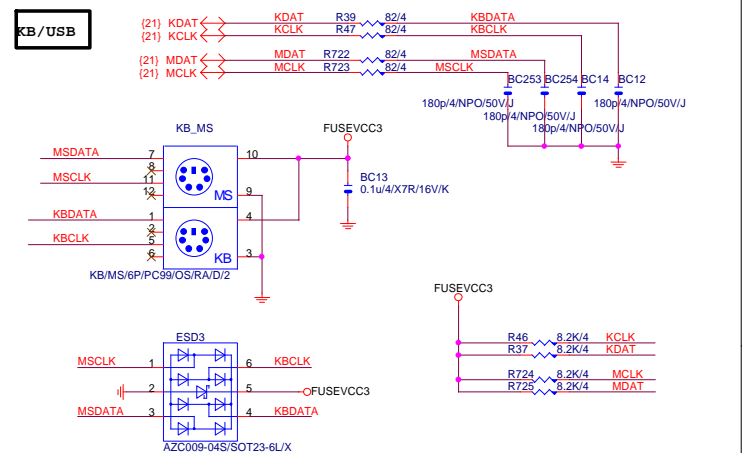 KB/USB
{21} KDAT KDAT R39 82/4 KBDATA
{21} KCLK KCLK R47 82/4 KBCLK
{21} MDAT MDAT R722 82/4 MSDATA
{21} MCLK MCLK R723 82/4 MSCLK
BC253 BC254 BC14 BC12
180p/4/NPO/50V/J 180p/4/NPO/50V/J
180p/4/NPO/50V/J
180p/4/NPO/50V/J
KB_MS FUSEVCC3
MSDATA 7 10
8
MSCLK 11
12 MS 9
BC13
0.1u/4/X7R/16V/K
KBDATA 1 4
2
KBCLK 5
6 KB 3
KB/MS/6P/PC99/OS/RA/D/2
FUSEVCC3
R46 8.2K/4 KCLK
R37 8.2K/4 KDAT
R724 8.2K/4 MCLK
R725 8.2K/4 MDAT
ESD3
MSCLK 1 6 KBCLK
2 5 FUSEVCC3
MSDATA 3 4 KBDATA
AZC009-04S/SOT23-6L/X